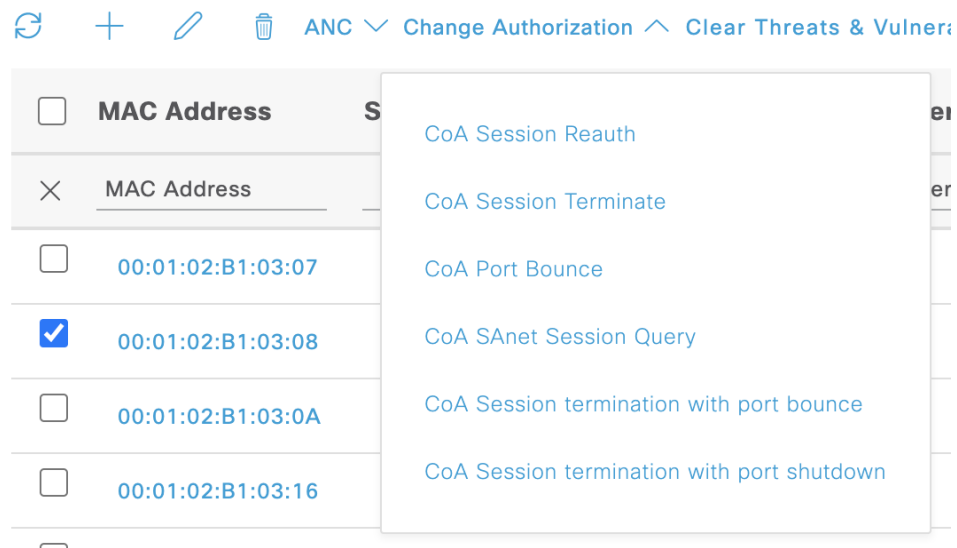 ANC Change Authorization Clear Threats & Vulnera
MAC Address S er
MAC Address er
00:01:02:B1:03:07
00:01:02:B1:03:08
00:01:02:B1:03:0A
00:01:02:B1:03:16
CoA Session Reauth
CoA Session Terminate
CoA Port Bounce
CoA SAnet Session Query
CoA Session termination with port bounce
CoA Session termination with port shutdown